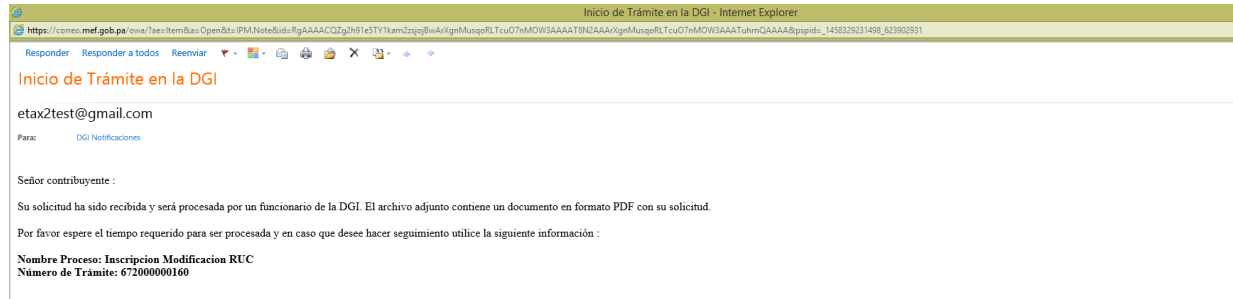 Inicio de Trámite en la DGI - Internet Explorer
https://correo.mef.gob.pa/owa/?ae=Item&a=Open&t=IPM.Note&id=RgAAAACQZg2h91e5TY1kam2zsjojBwArXgnMusqoRLTcuO7nMOW3AAAAT8N2AAArXgnMusqoRLTcuO7nMOW3AAATuhmQAAAA&pspid=_1458329231498_623902931
Responder Responder a todos Reenviar
Inicio de Trámite en la DGI
etax2test@gmail.com
Para: DGI Notificaciones
Señor contribuyente :
Su solicitud ha sido recibida y será procesada por un funcionario de la DGI. El archivo adjunto contiene un documento en formato PDF con su solicitud.
Por favor espere el tiempo requerido para ser procesada y en caso que desee hacer seguimiento utilice la siguiente información :
Nombre Proceso: Inscripcion Modificacion RUC
Número de Trámite: 672000000160